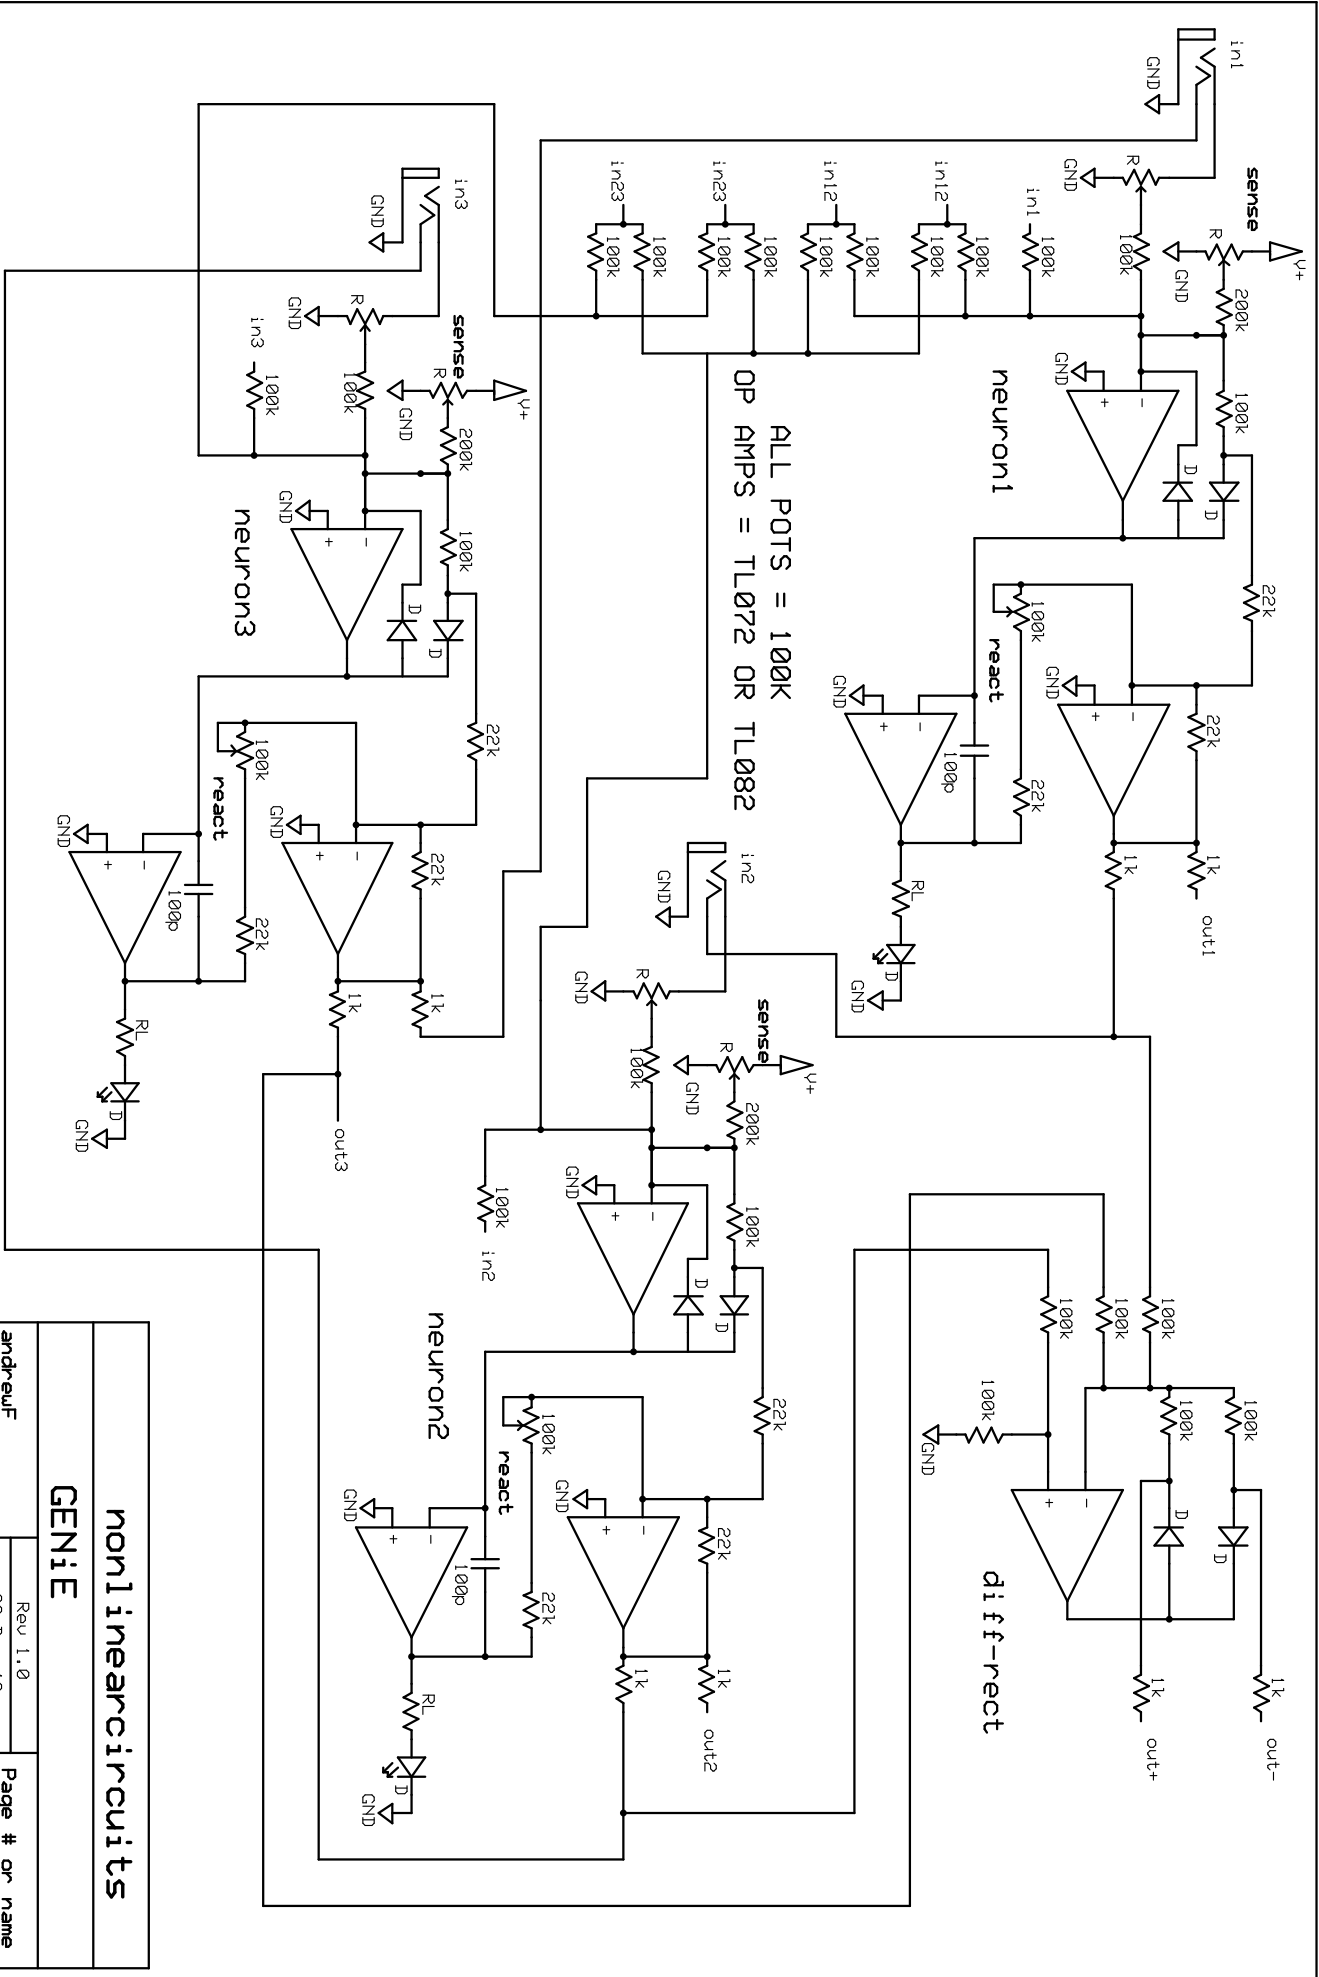 in1
GND
R
GND
sense
R
Y+
GND
100k
200k
in1
100k
in12
100k
100k
in12
100k
100k
in23
100k
100k
in23
100k
100k
GND
+
-
100k
D
D
neuron1
22k
100k
react
22k
GND
+
-
22k
1k
1k
out1
GND
+
-
100p
RL
D
GND
ALL POTS = 100K
OP AMPS = TL072 OR TL082
in3
GND
R
GND
in3
100k
100k
sense
R
Y+
GND
200k
GND
+
-
100k
D
D
neuron3
22k
100k
react
22k
GND
+
-
22k
1k
1k
out3
GND
+
-
100p
RL
D
GND
in2
GND
R
GND
100k
sense
R
Y+
GND
200k
100k
in2
GND
+
-
100k
D
D
neuron2
22k
100k
react
22k
GND
+
-
22k
1k
1k
out2
GND
+
-
100p
RL
D
GND
100k
100k
100k
100k
GND
100k
100k
+
-
D
D
diff-rect
1k
out-
1k
out+
nonlinearcircuits
GENiE
andrewF
Rev 1.0
Page # or name